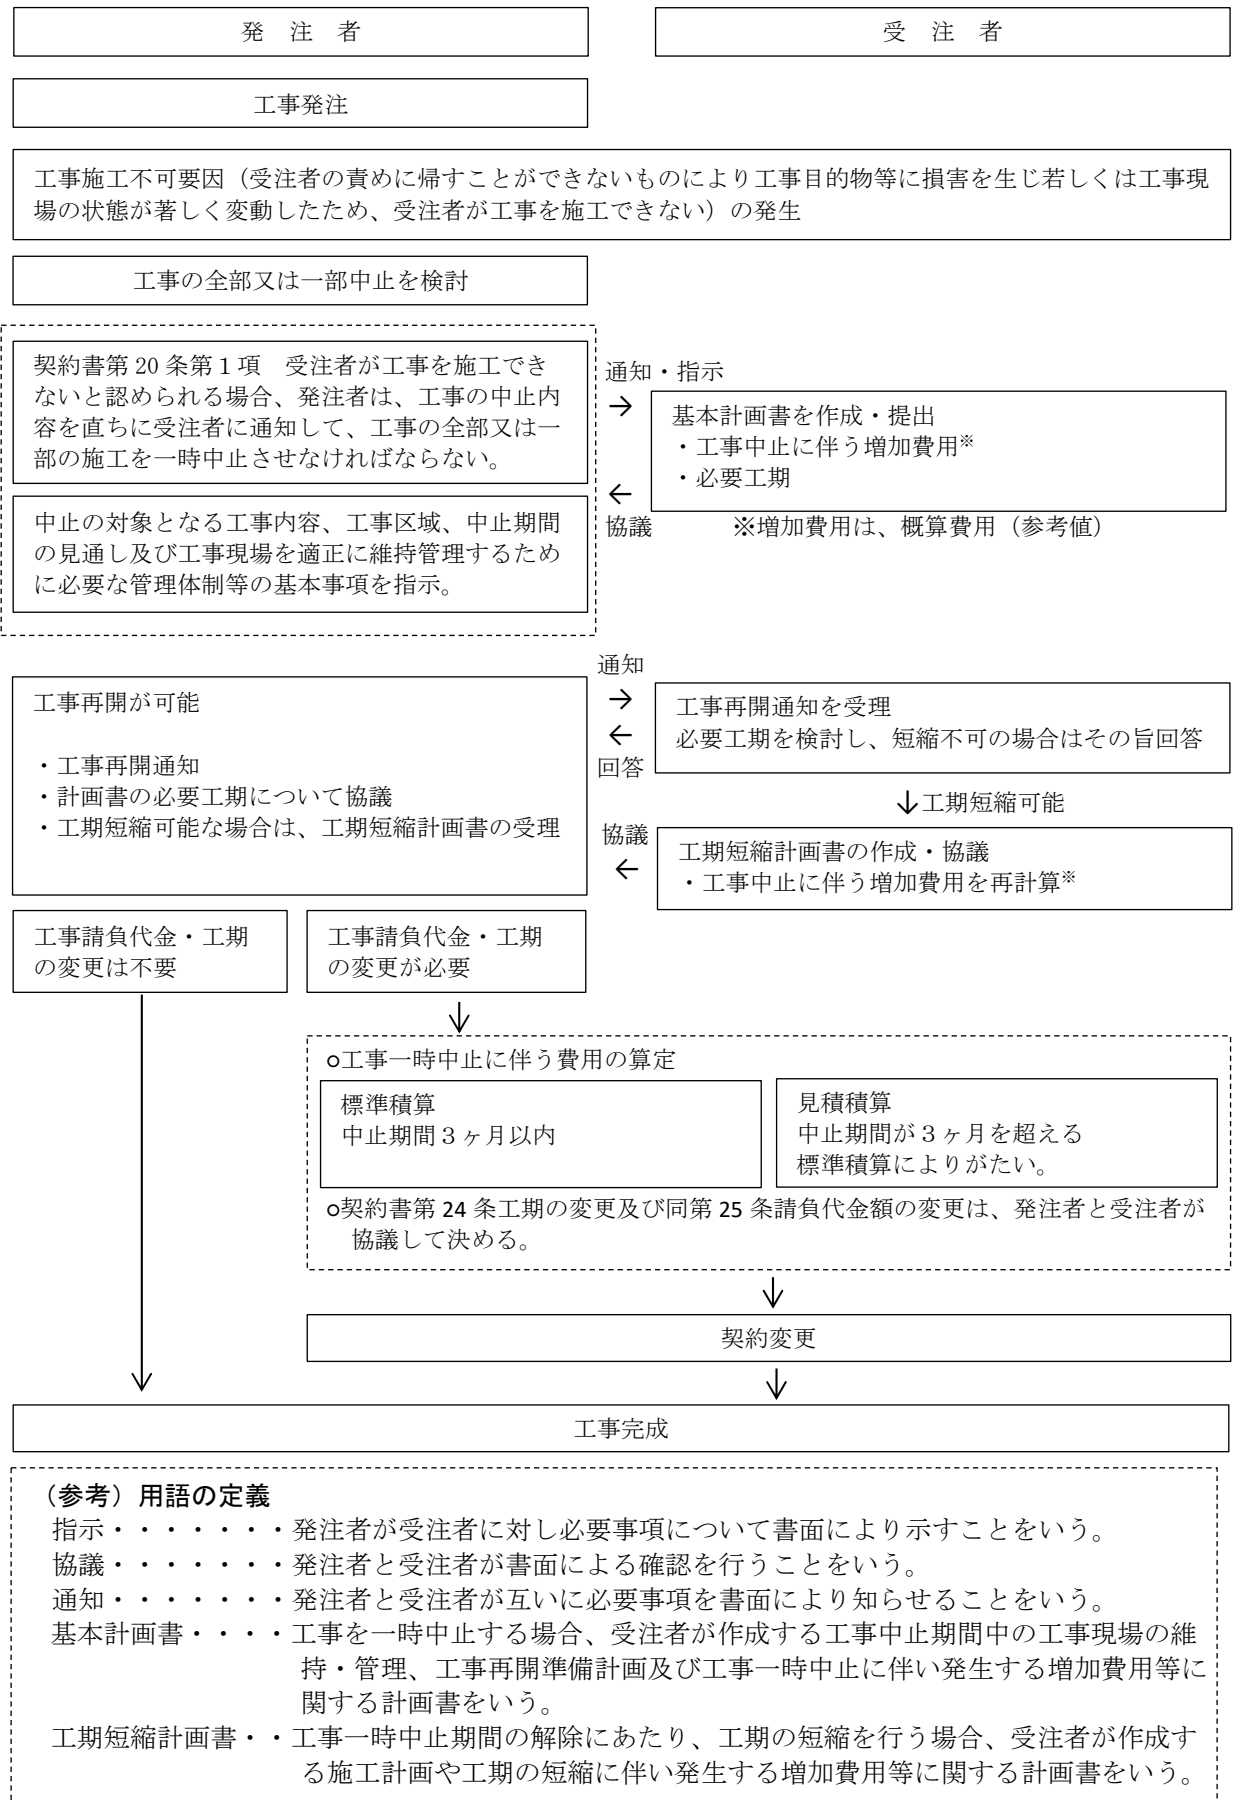 発 注 者
受 注 者
工事発注
工事施工不可要因（受注者の責めに帰すことができないものにより工事目的物等に損害を生じ若しくは工事現
場の状態が著しく変動したため、受注者が工事を施工できない）の発生
工事の全部又は一部中止を検討
契約書第 20 条第１項　受注者が工事を施工でき
ないと認められる場合、発注者は、工事の中止内
容を直ちに受注者に通知して、工事の全部又は一
部の施工を一時中止させなければならない。
中止の対象となる工事内容、工事区域、中止期間
の見通し及び工事現場を適正に維持管理するため
に必要な管理体制等の基本事項を指示。
通知・指示
→
基本計画書を作成・提出
・工事中止に伴う増加費用※
・必要工期
←
協議
※増加費用は、概算費用（参考値）
工事再開が可能
・工事再開通知
・計画書の必要工期について協議
・工期短縮可能な場合は、工期短縮計画書の受理
通知
→
←
回答
工事再開通知を受理
必要工期を検討し、短縮不可の場合はその旨回答
↓工期短縮可能
協議
←
工期短縮計画書の作成・協議
・工事中止に伴う増加費用を再計算※
工事請負代金・工期
の変更は不要
工事請負代金・工期
の変更が必要
○工事一時中止に伴う費用の算定
標準積算
中止期間３ヶ月以内
見積積算
中止期間が３ヶ月を超える
標準積算によりがたい。
○契約書第 24 条工期の変更及び同第 25 条請負代金額の変更は、発注者と受注者が
協議して決める。
契約変更
工事完成
（参考）用語の定義
指示・・・・・・・発注者が受注者に対し必要事項について書面により示すことをいう。
協議・・・・・・・発注者と受注者が書面による確認を行うことをいう。
通知・・・・・・・発注者と受注者が互いに必要事項を書面により知らせることをいう。
基本計画書・・・・工事を一時中止する場合、受注者が作成する工事中止期間中の工事現場の維
持・管理、工事再開準備計画及び工事一時中止に伴い発生する増加費用等に
関する計画書をいう。
工期短縮計画書・・工事一時中止期間の解除にあたり、工期の短縮を行う場合、受注者が作成す
る施工計画や工期の短縮に伴い発生する増加費用等に関する計画書をいう。